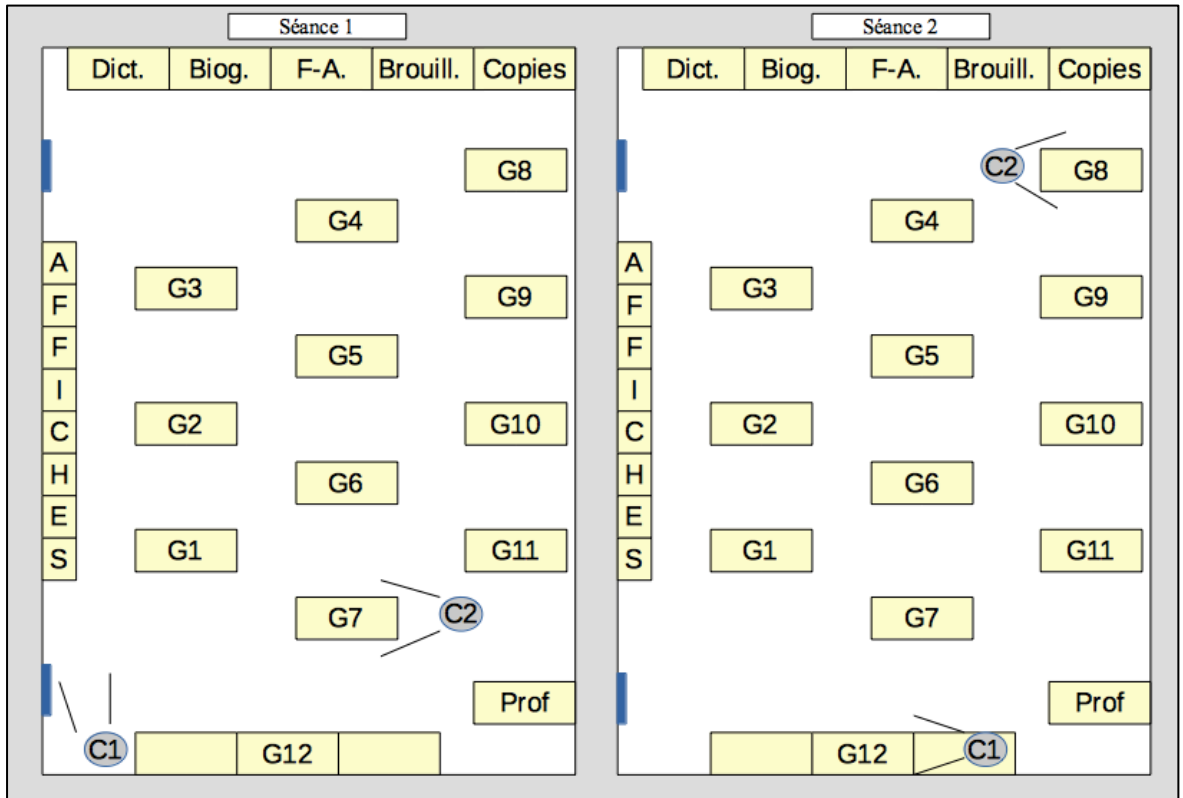 Séance 1
Dict. Biog. F-A. Brouill. Copies
G8
G4
G3
G9
G5
G2
G10
G6
G1
G11
G7
C2
Prof
C1
G12
AFFICHES
Séance 2
Dict. Biog. F-A. Brouill. Copies
C2
G8
G4
G3
G9
G5
G2
G10
G6
G1
G11
G7
Prof
G12
C1
AFFICHES